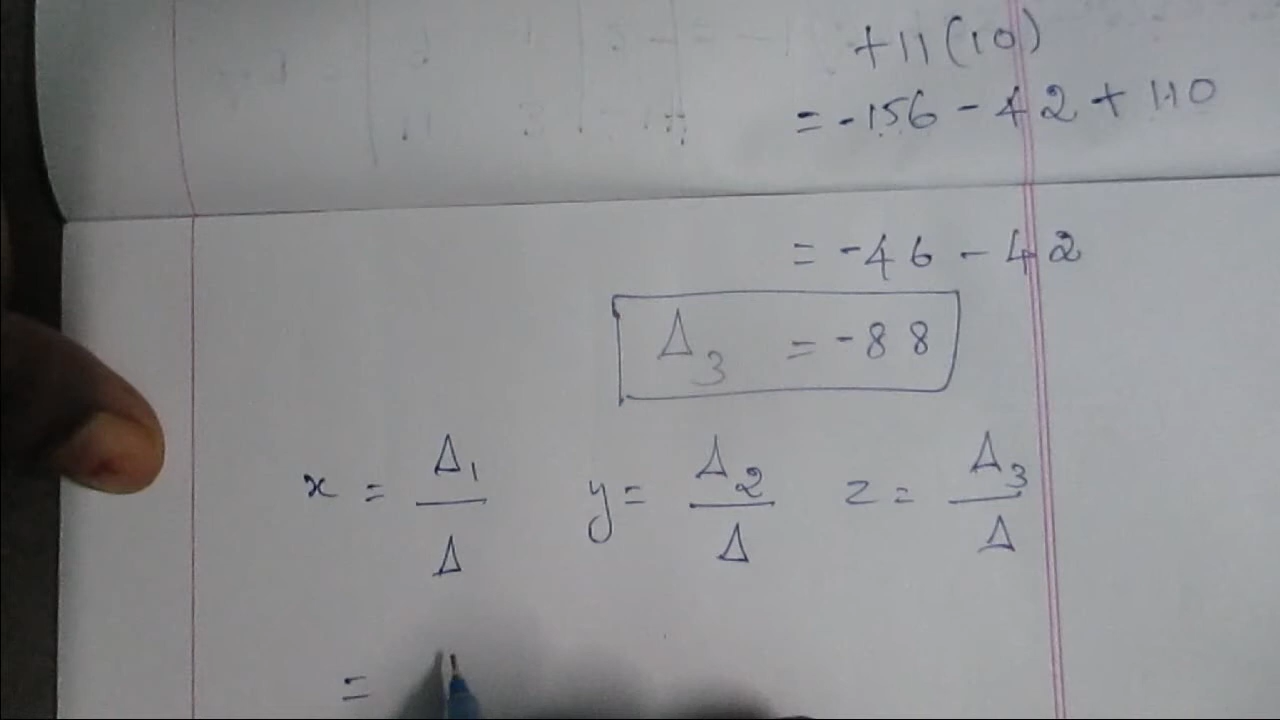 +11(10)
= -156 - 42 + 110
= -46 - 42
Δ₃ = -88
x = Δ₁/Δ y = Δ₂/Δ z = Δ₃/Δ
=